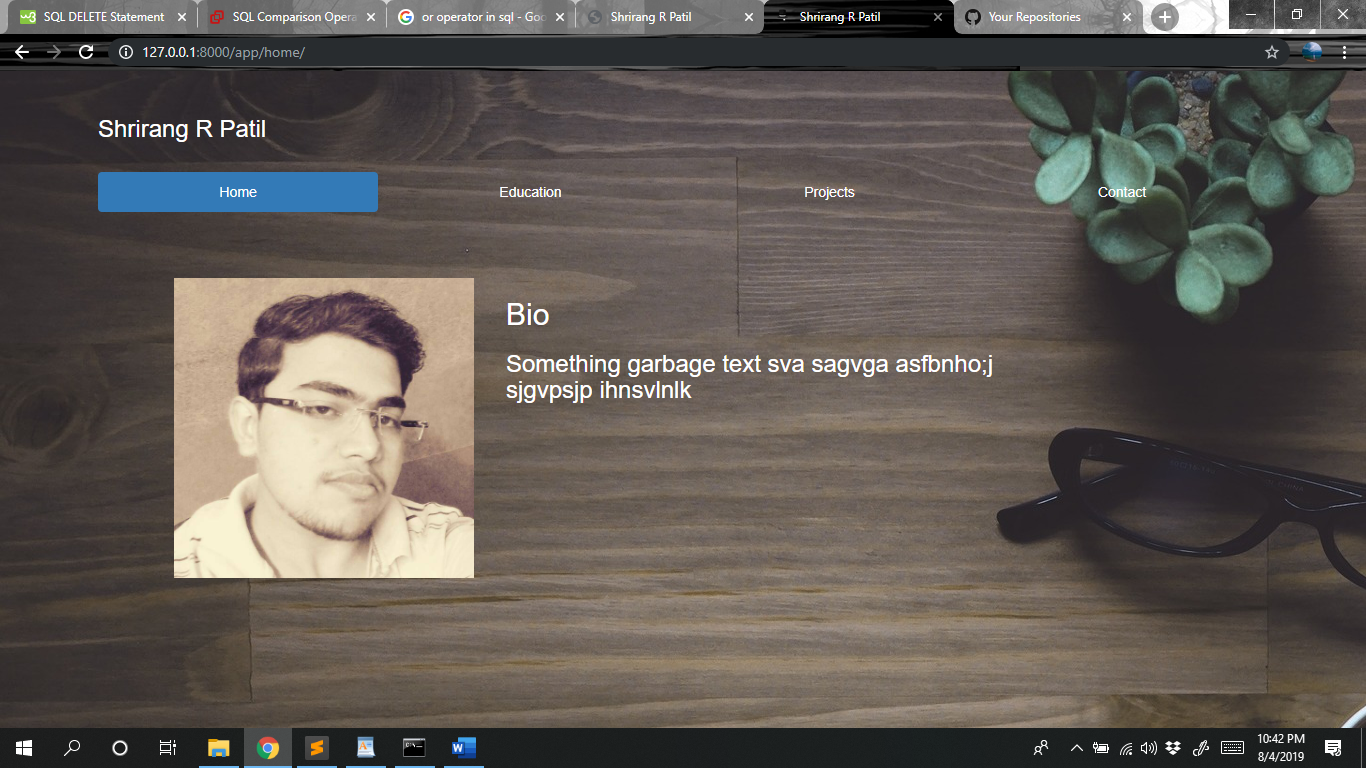 SQL DELETE Statement
SQL Comparison Opera
or operator in sql - Goo
Shrirang R Patil
Shrirang R Patil
Your Repositories
127.0.0.1:8000/app/home/
Shrirang R Patil
Home
Education
Projects
Contact
Bio
Something garbage text sva sagvga asfbnho;j
sjgvpsjp ihnsvlnlk
10:42 PM
8/4/2019